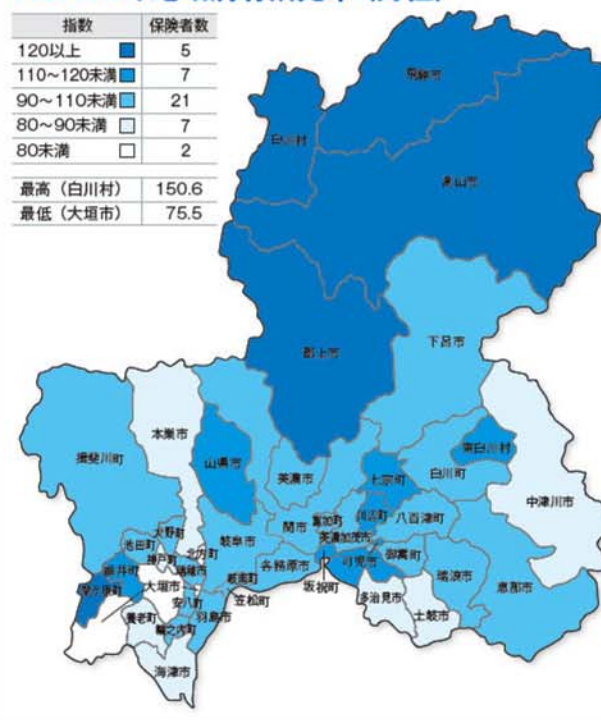 指数 保険者数
120以上 5
110～120未満 7
90～110未満 21
80～90未満 7
80未満 2
最高（白川村） 150.6
最低（大垣市） 75.5
飛騨市
白川村
高山市
郡上市
下呂市
本巣市
揖斐川町
山県市
美濃市
東白川村
白川町
中津川市
七宗町
関市
富加町
川辺町
八百津町
美濃加茂市
大野町
池田町
神戸町
北方町
岐阜市
瑞穂市
各務原市
可児市
御嵩町
瑞浪市
恵那市
垂井町
関ケ原町
大垣市
岐南町
坂祝町
安八町
羽島市
笠松町
多治見市
土岐市
養老町
輪之内町
海津市